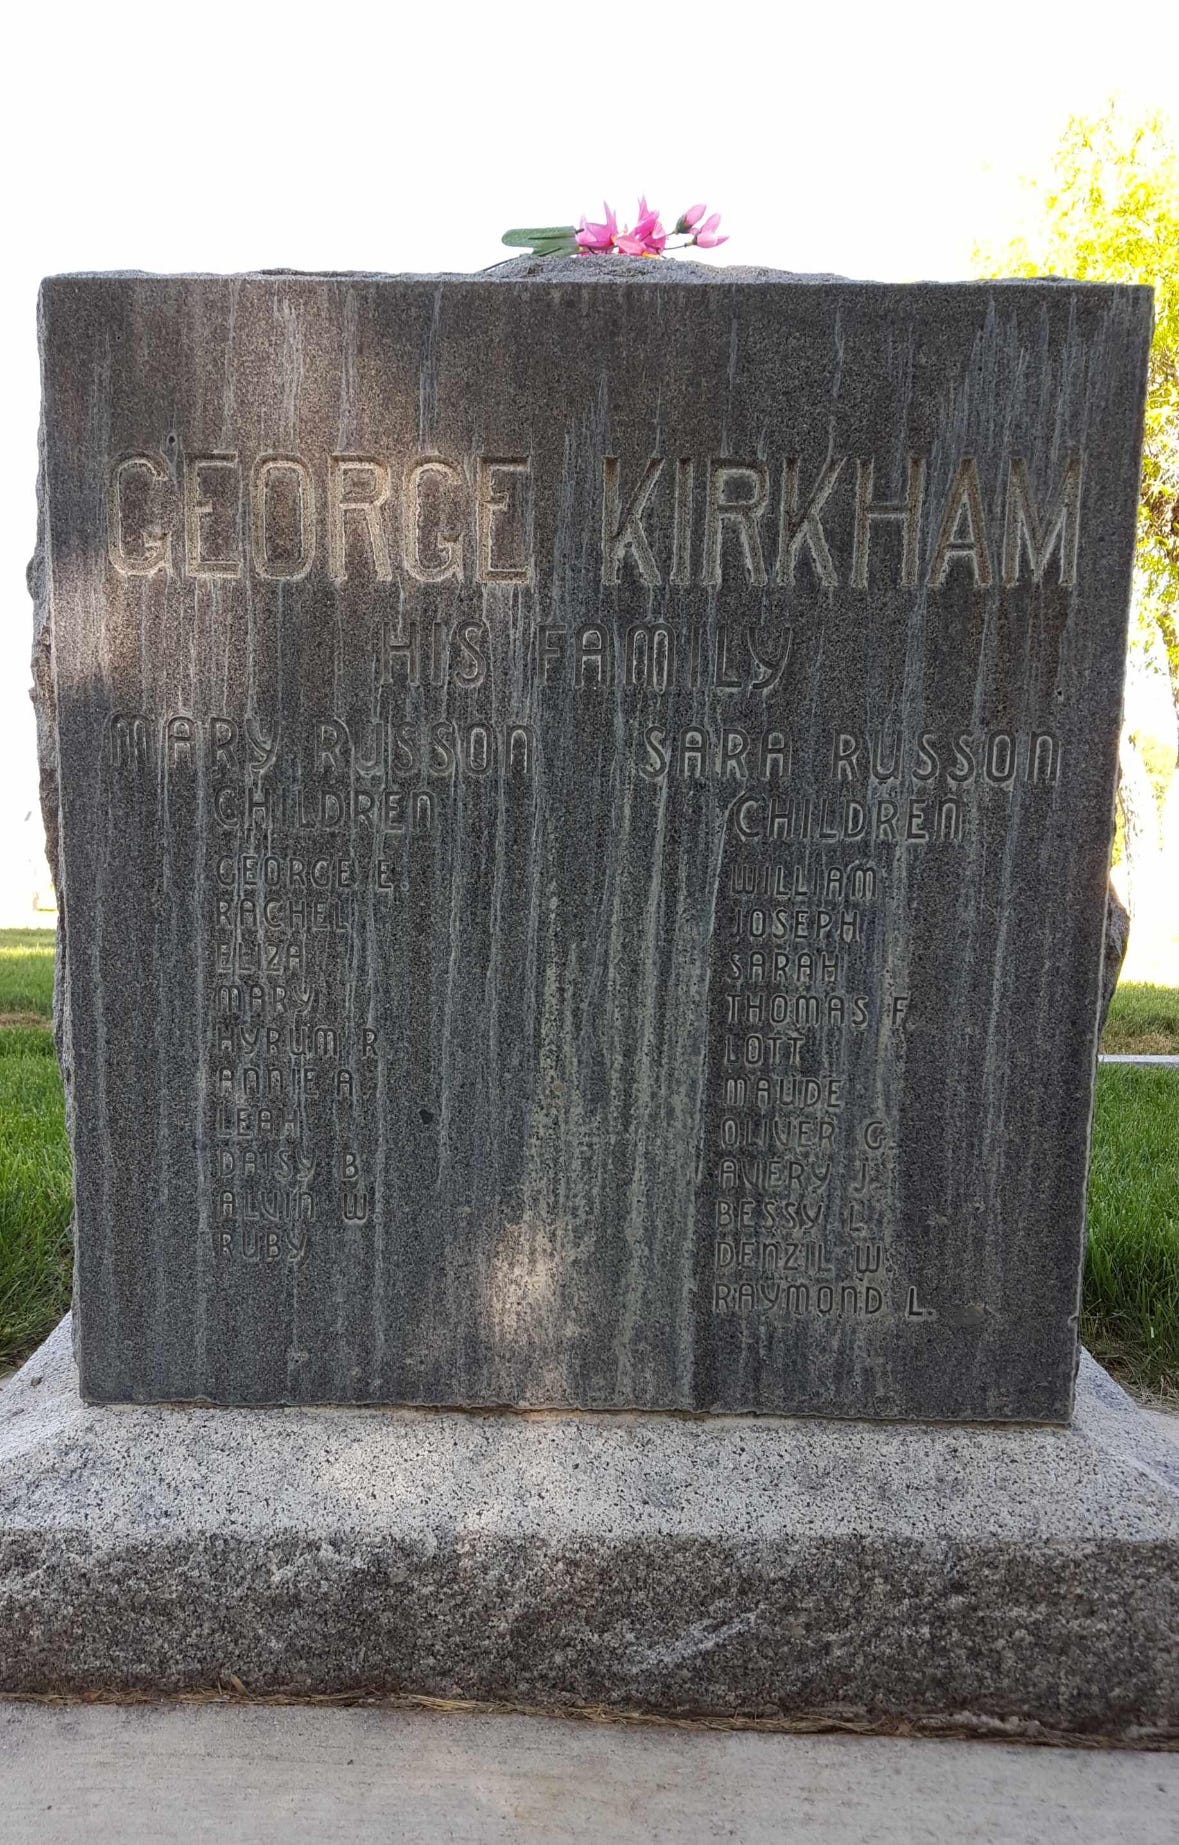 GEORGE KIRKHAM
HIS FAMILY
MARY RUSSON
CHILDREN
GEORGE E.
RACHEL
ELIZA
MARY
HYRUM R
ANNIE A.
LEAH
DAISY B.
ALVIN W.
RUBY
SARA RUSSON
CHILDREN
WILLIAM
JOSEPH
SARAH
THOMAS F.
LOTT
MAUDE
OLIVER G.
AVERY J.
BESSY L.
DENZIL W.
RAYMOND L.